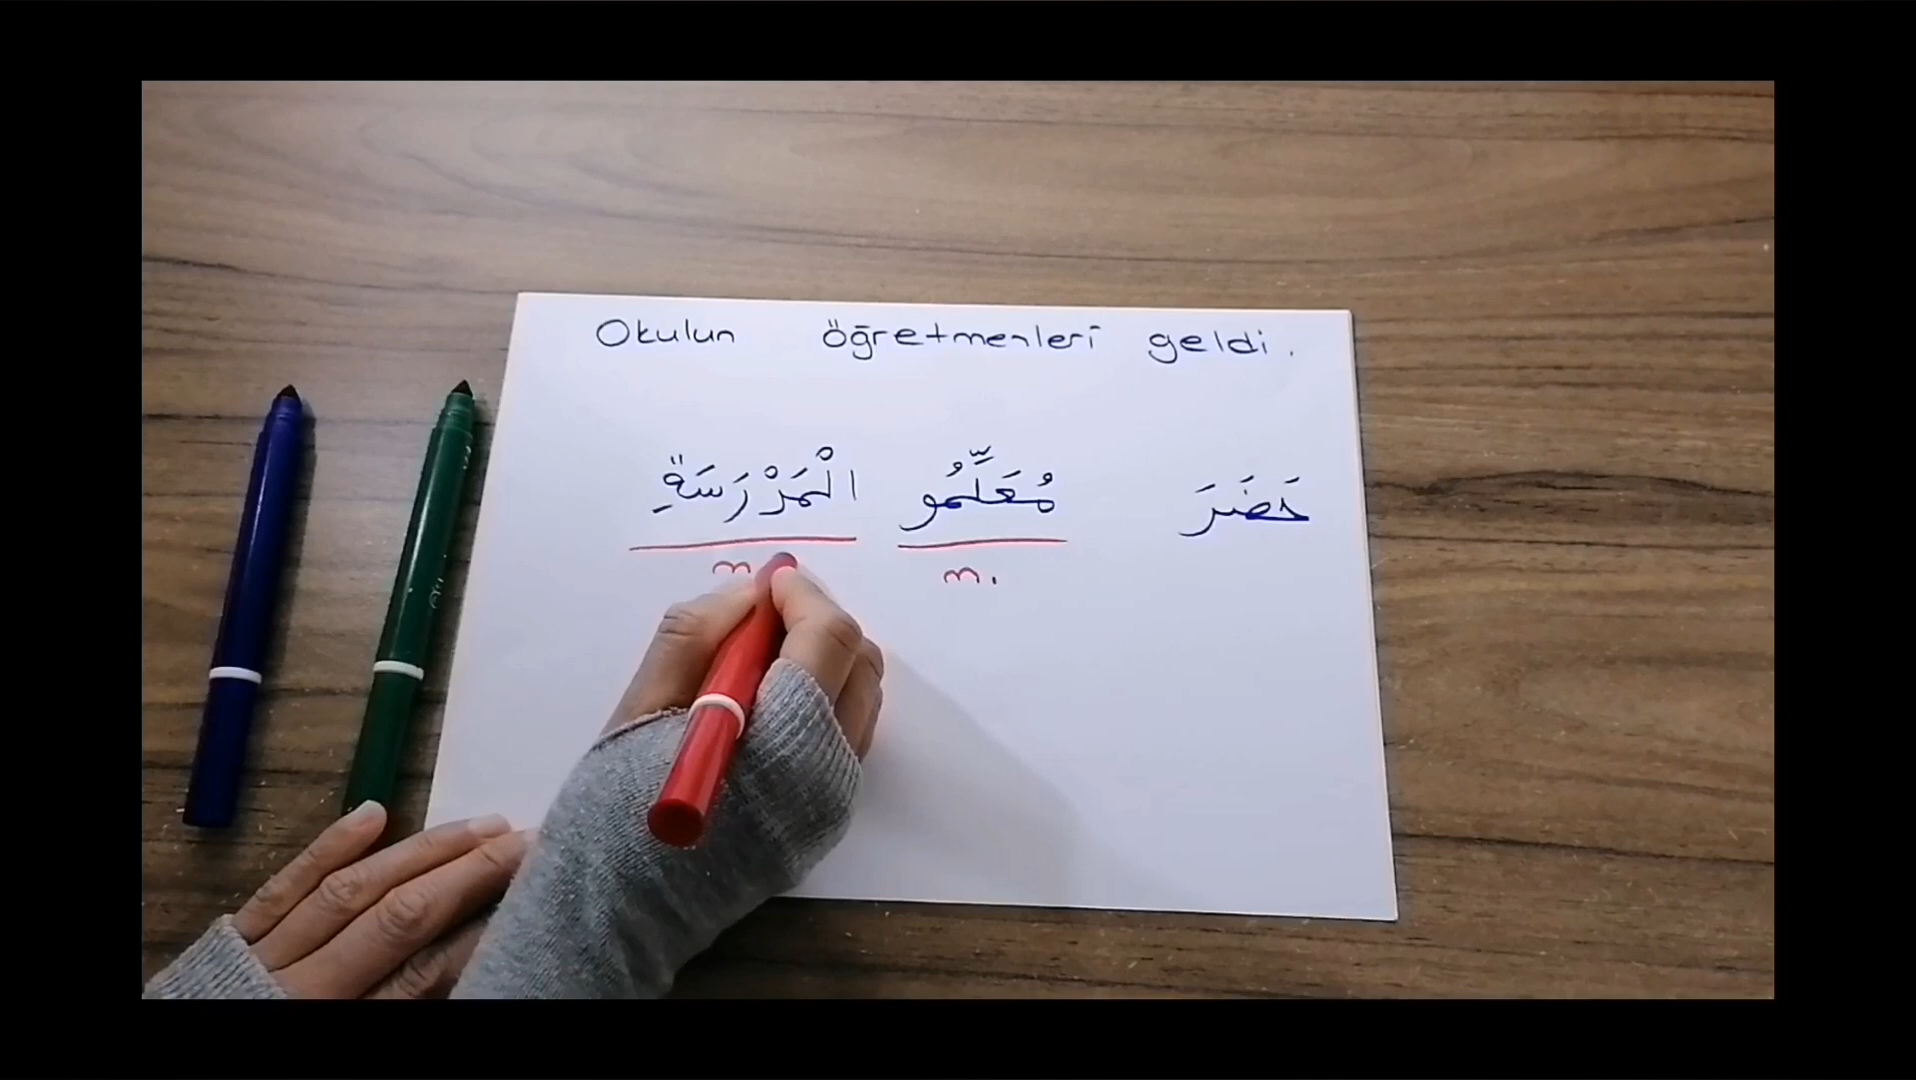 Okulun öğretmenleri geldi.
حَضَرَ مُعَلِّمُو الْمَدْرَسَةِ
m. m